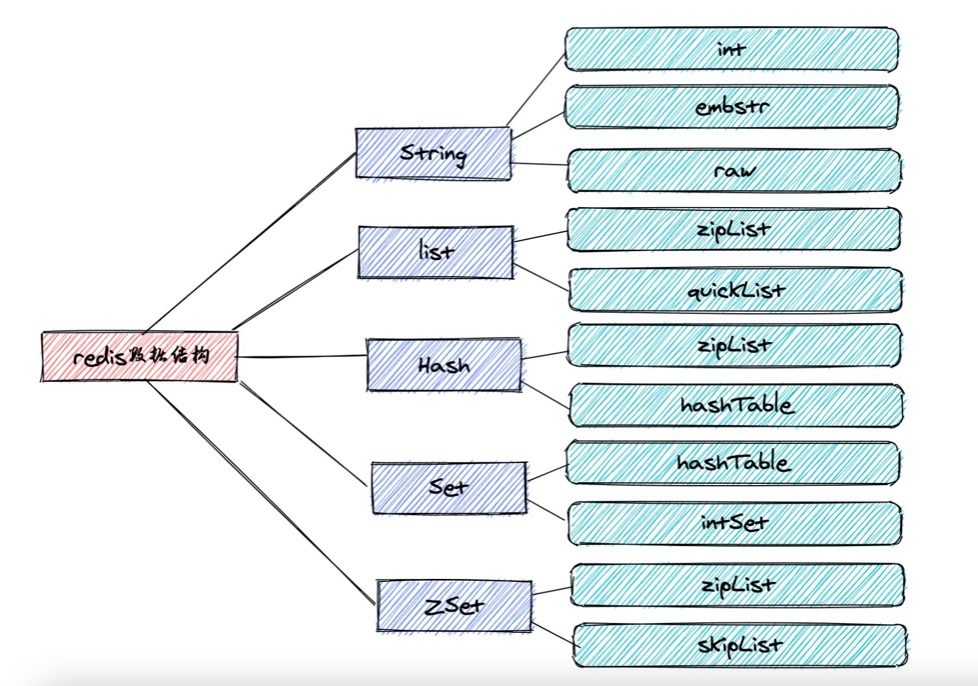 int
embstr
String
raw
zipList
list
quickList
redis数据结构
zipList
Hash
hashTable
hashTable
Set
intSet
zipList
ZSet
skipList